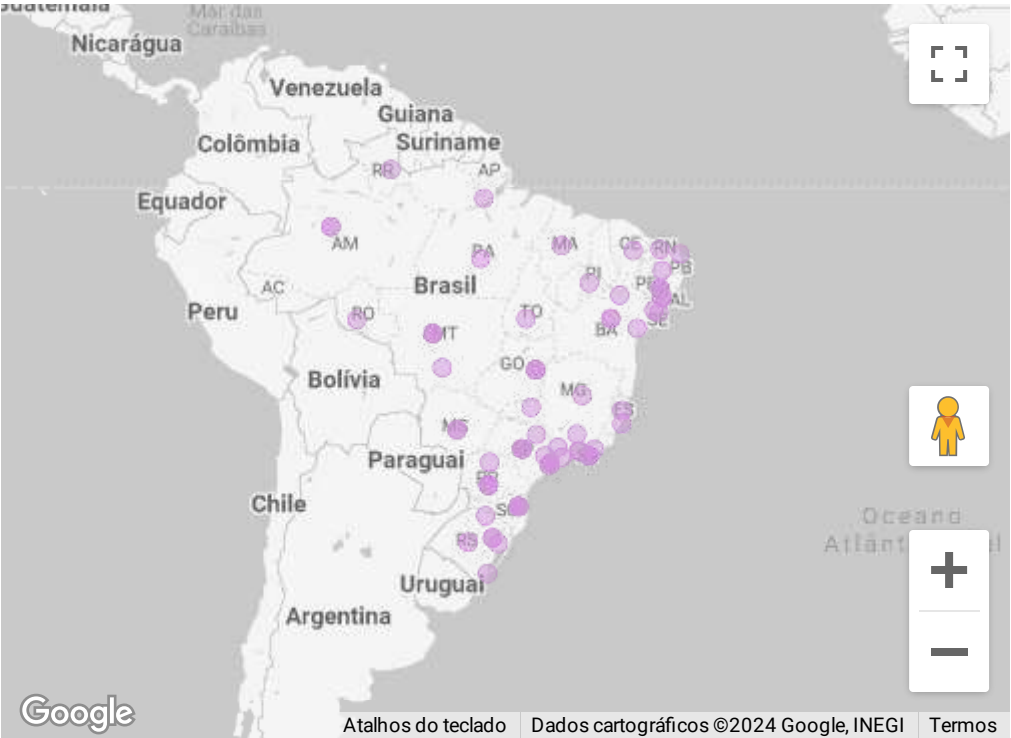 Guatemala
Mar das
Caraíbas
Nicarágua
Venezuela
Guiana
Suriname
Colômbia
RR
AP
Equador
AM
PA
MA
CE
RN
PB
PI
PE
AL
SE
Brasil
AC
Peru
RO
MT
TO
BA
GO
Bolívia
MG
ES
MS
Paraguai
PR
Chile
SC
RS
Uruguai
Argentina
Oceano
Google
Atalhos do teclado
Dados cartográficos ©2024 Google, INEGI
Termos